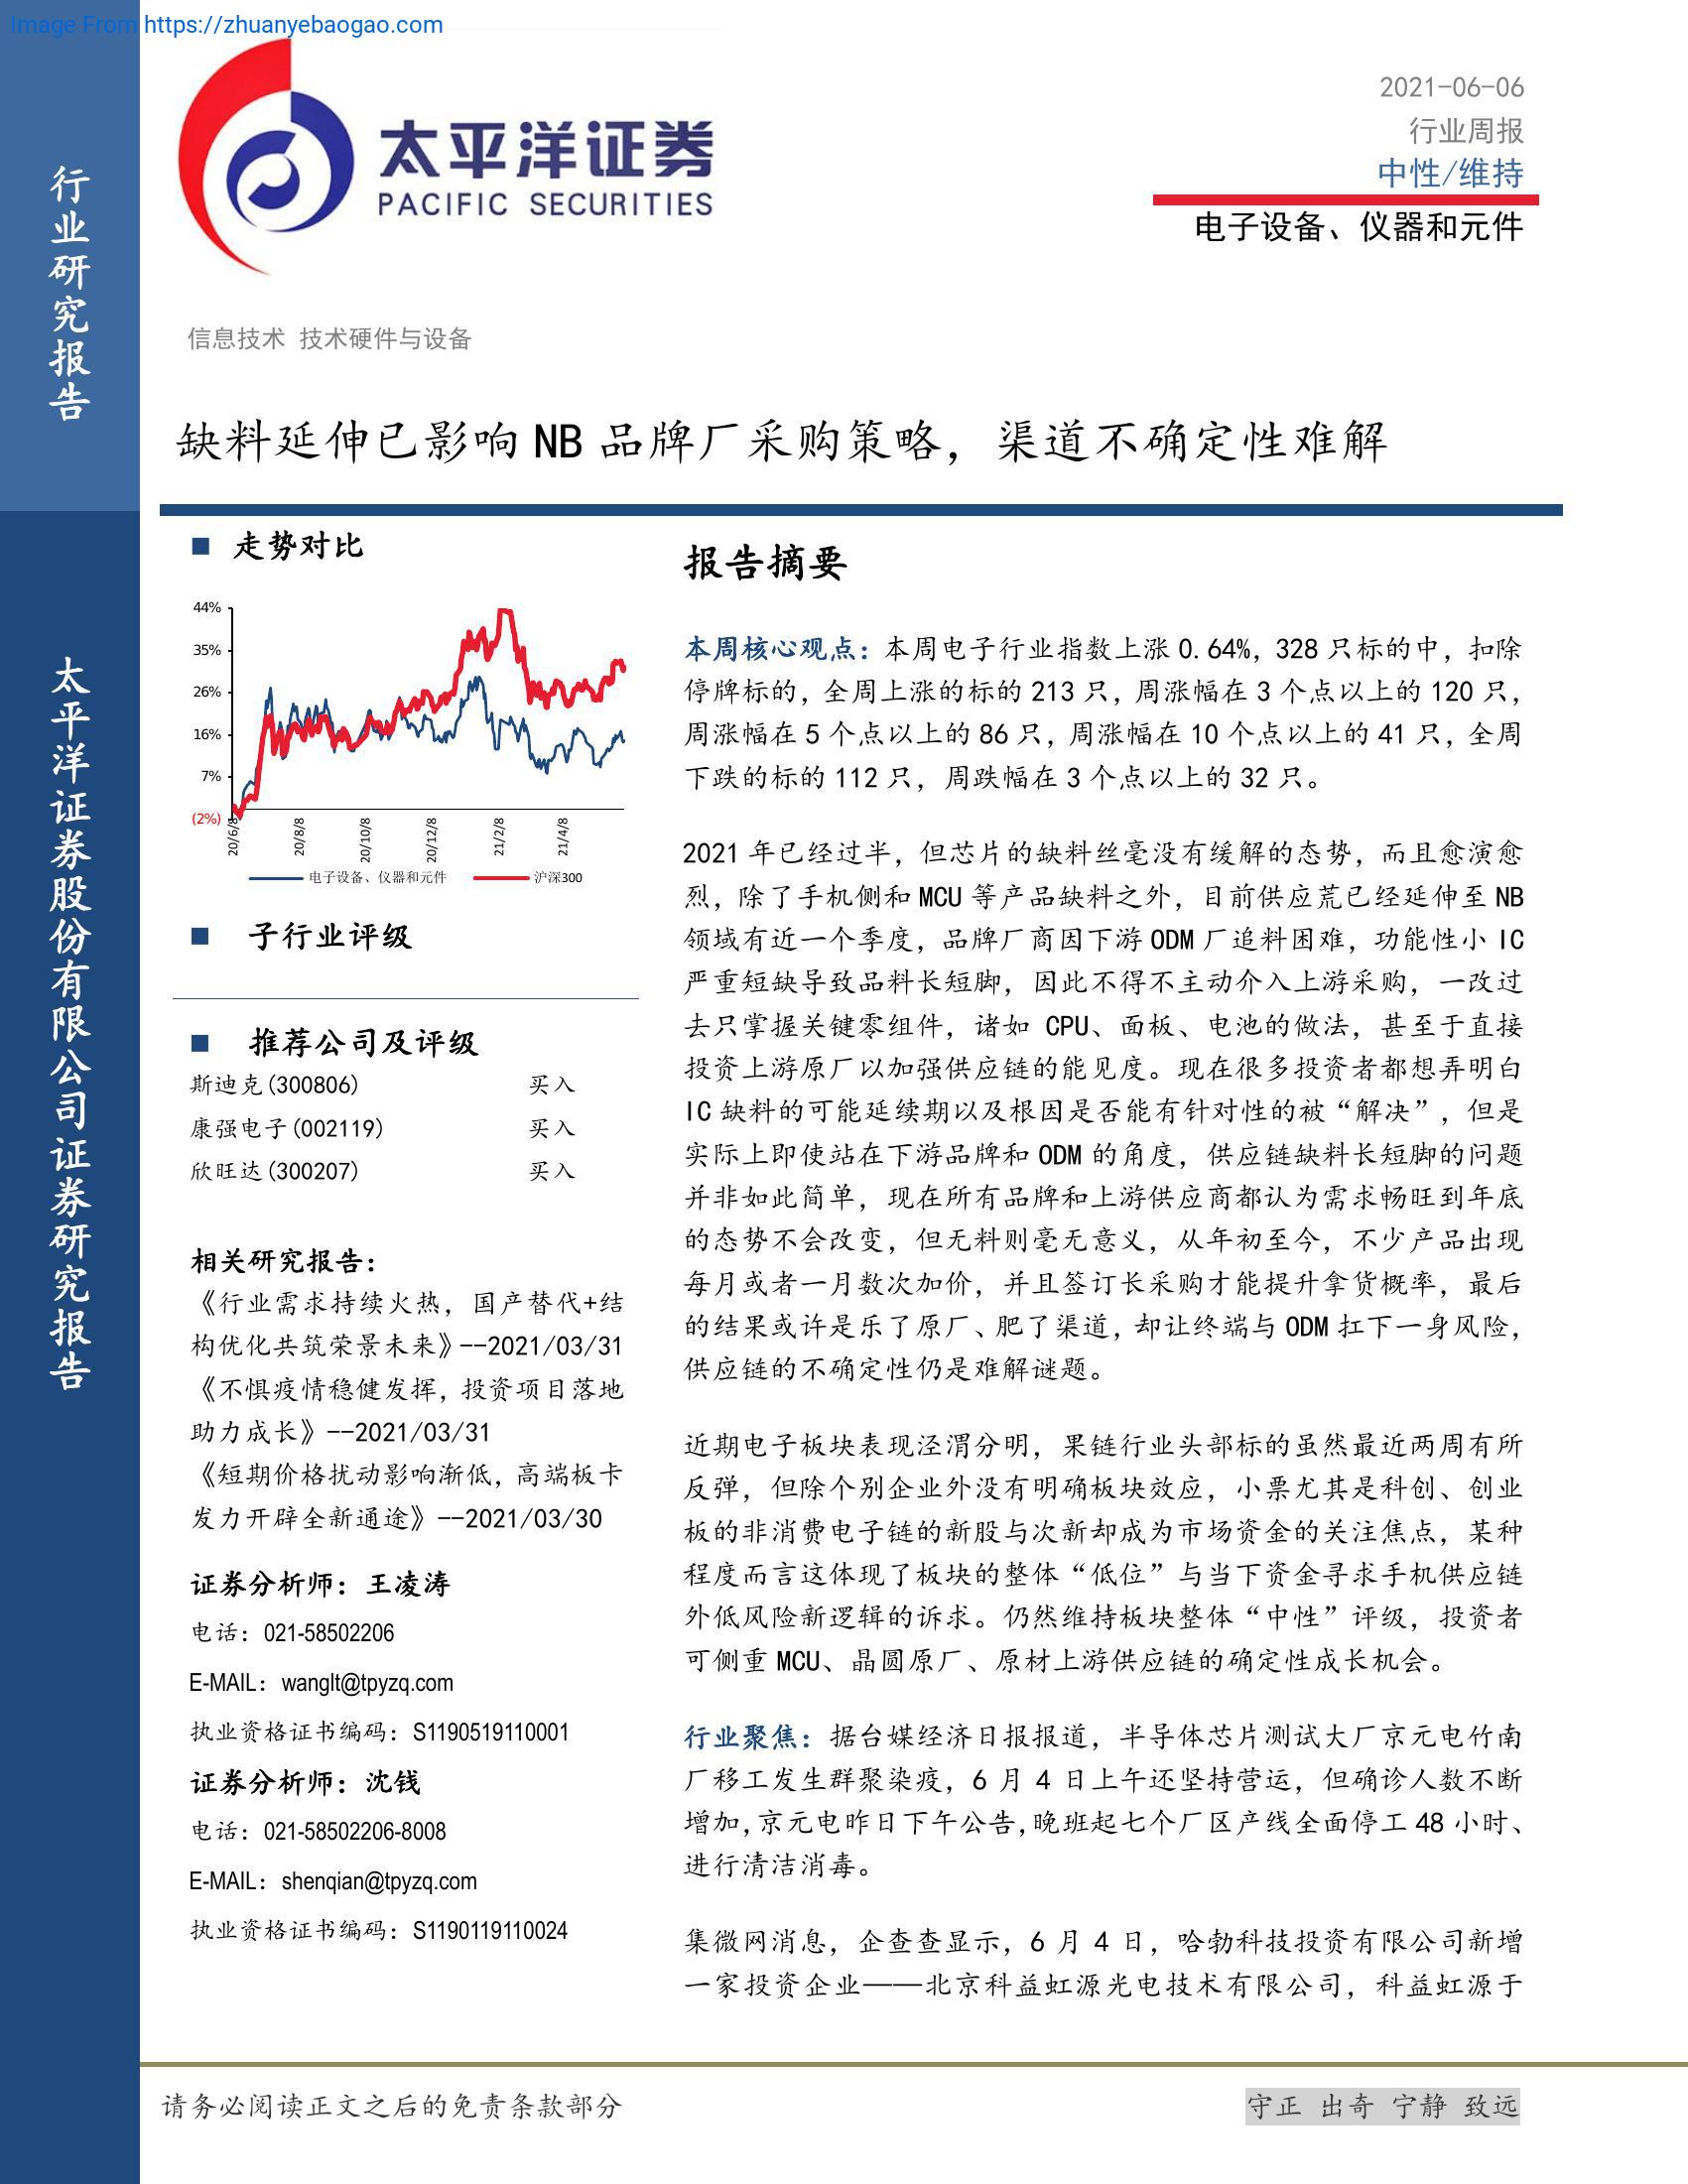 Image From https://zhuanyebaogao.com
行业研究报告
太平洋证券股份有限公司证券研究报告
太平洋证券
PACIFIC SECURITIES
2021-06-06
行业周报
中性/维持
电子设备、仪器和元件
信息技术 技术硬件与设备
缺料延伸已影响 NB 品牌厂采购策略，渠道不确定性难解
■ 走势对比
44%
35%
26%
16%
7%
(2%)
20/6/8
20/8/8
20/10/8
20/12/8
21/2/8
21/4/8
电子设备、仪器和元件 沪深300
■ 子行业评级
■ 推荐公司及评级
斯迪克(300806) 买入
康强电子(002119) 买入
欣旺达(300207) 买入
相关研究报告：
《行业需求持续火热，国产替代+结
构优化共筑荣景未来》--2021/03/31
《不惧疫情稳健发挥，投资项目落地
助力成长》--2021/03/31
《短期价格扰动影响渐低，高端板卡
发力开辟全新通途》--2021/03/30
证券分析师：王凌涛
电话：021-58502206
E-MAIL：wanglt@tpyzq.com
执业资格证书编码：S1190519110001
证券分析师：沈钱
电话：021-58502206-8008
E-MAIL：shenqian@tpyzq.com
执业资格证书编码：S1190119110024
报告摘要
本周核心观点：本周电子行业指数上涨 0.64%，328 只标的中，扣除
停牌标的，全周上涨的标的 213 只，周涨幅在 3 个点以上的 120 只，
周涨幅在 5 个点以上的 86 只，周涨幅在 10 个点以上的 41 只，全周
下跌的标的 112 只，周跌幅在 3 个点以上的 32 只。
2021 年已经过半，但芯片的缺料丝毫没有缓解的态势，而且愈演愈
烈，除了手机侧和 MCU 等产品缺料之外，目前供应荒已经延伸至 NB
领域有近一个季度，品牌厂商因下游 ODM 厂追料困难，功能性小 IC
严重短缺导致品料长短脚，因此不得不主动介入上游采购，一改过
去只掌握关键零组件，诸如 CPU、面板、电池的做法，甚至于直接
投资上游原厂以加强供应链的能见度。现在很多投资者都想弄明白
IC 缺料的可能延续期以及根因是否能有针对性的被“解决”，但是
实际上即使站在下游品牌和 ODM 的角度，供应链缺料长短脚的问题
并非如此简单，现在所有品牌和上游供应商都认为需求畅旺到年底
的态势不会改变，但无料则毫无意义，从年初至今，不少产品出现
每月或者一月数次加价，并且签订长采购才能提升拿货概率，最后
的结果或许是乐了原厂、肥了渠道，却让终端与 ODM 扛下一身风险，
供应链的不确定性仍是难解谜题。
近期电子板块表现泾渭分明，果链行业头部标的虽然最近两周有所
反弹，但除个别企业外没有明确板块效应，小票尤其是科创、创业
板的非消费电子链的新股与次新却成为市场资金的关注焦点，某种
程度而言这体现了板块的整体“低位”与当下资金寻求手机供应链
外低风险新逻辑的诉求。仍然维持板块整体“中性”评级，投资者
可侧重 MCU、晶圆原厂、原材上游供应链的确定性成长机会。
行业聚焦：据台媒经济日报报道，半导体芯片测试大厂京元电竹南
厂移工发生群聚染疫，6 月 4 日上午还坚持营运，但确诊人数不断
增加，京元电昨日下午公告，晚班起七个厂区产线全面停工 48 小时、
进行清洁消毒。
集微网消息，企查查显示，6 月 4 日，哈勃科技投资有限公司新增
一家投资企业——北京科益虹源光电技术有限公司，科益虹源于
请务必阅读正文之后的免责条款部分
守正 出奇 宁静 致远